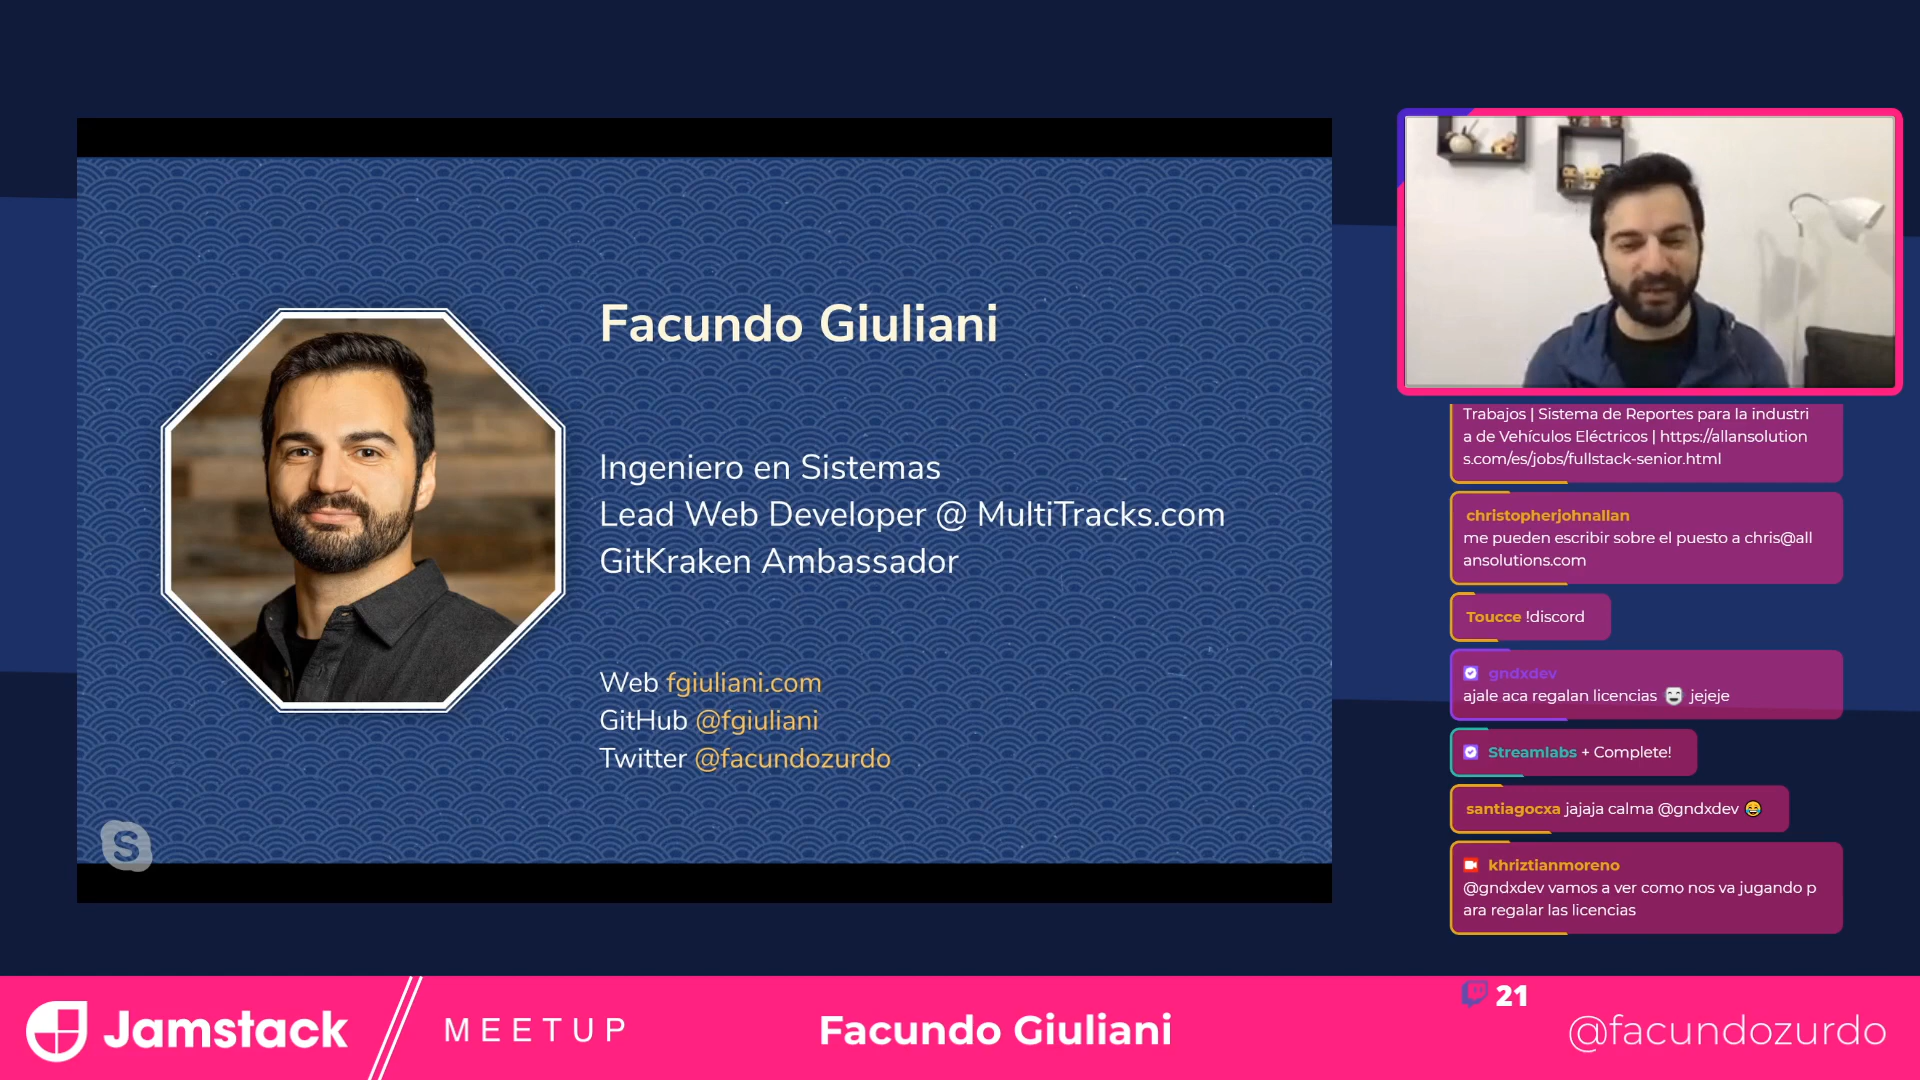 Facundo Giuliani
Ingeniero en Sistemas
Lead Web Developer @ MultiTracks.com
GitKraken Ambassador
Web fgiuliani.com
GitHub @fgiuliani
Twitter @facundozurdo
S
Trabajos | Sistema de Reportes para la industri
a de Vehículos Eléctricos | https://allansolution
s.com/es/jobs/fullstack-senior.html
christopherjohnallan
me pueden escribir sobre el puesto a chris@all
ansolutions.com
Toucce !discord
gndxdev
ajale aca regalan licencias jejeje
Streamlabs + Complete!
santiagocxa jajaja calma @gndxdev
khriztianmoreno
@gndxdev vamos a ver como nos va jugando p
ara regalar las licencias
Jamstack
MEETUP
Facundo Giuliani
21
@facundozurdo